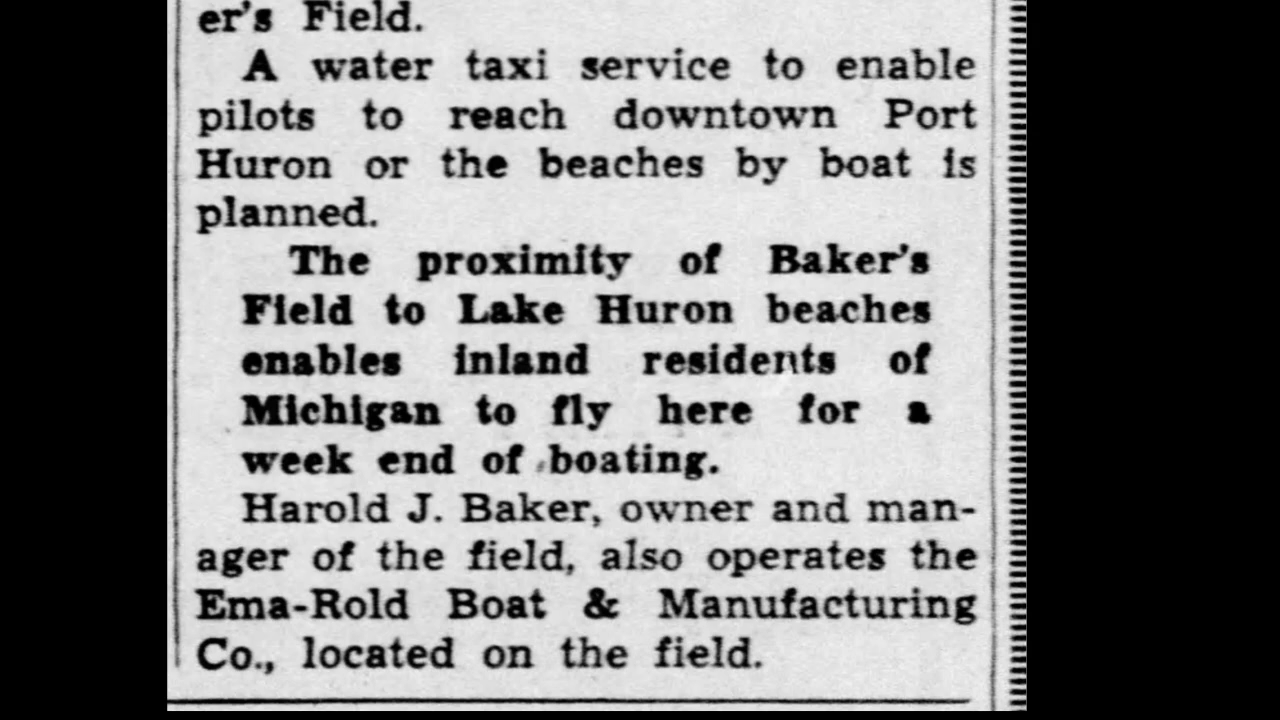 er's Field.
A water taxi service to enable
pilots to reach downtown Port
Huron or the beaches by boat is
planned.
The proximity of Baker's
Field to Lake Huron beaches
enables inland residents of
Michigan to fly here for a
week end of boating.
Harold J. Baker, owner and man-
ager of the field, also operates the
Ema-Rold Boat & Manufacturing
Co., located on the field.